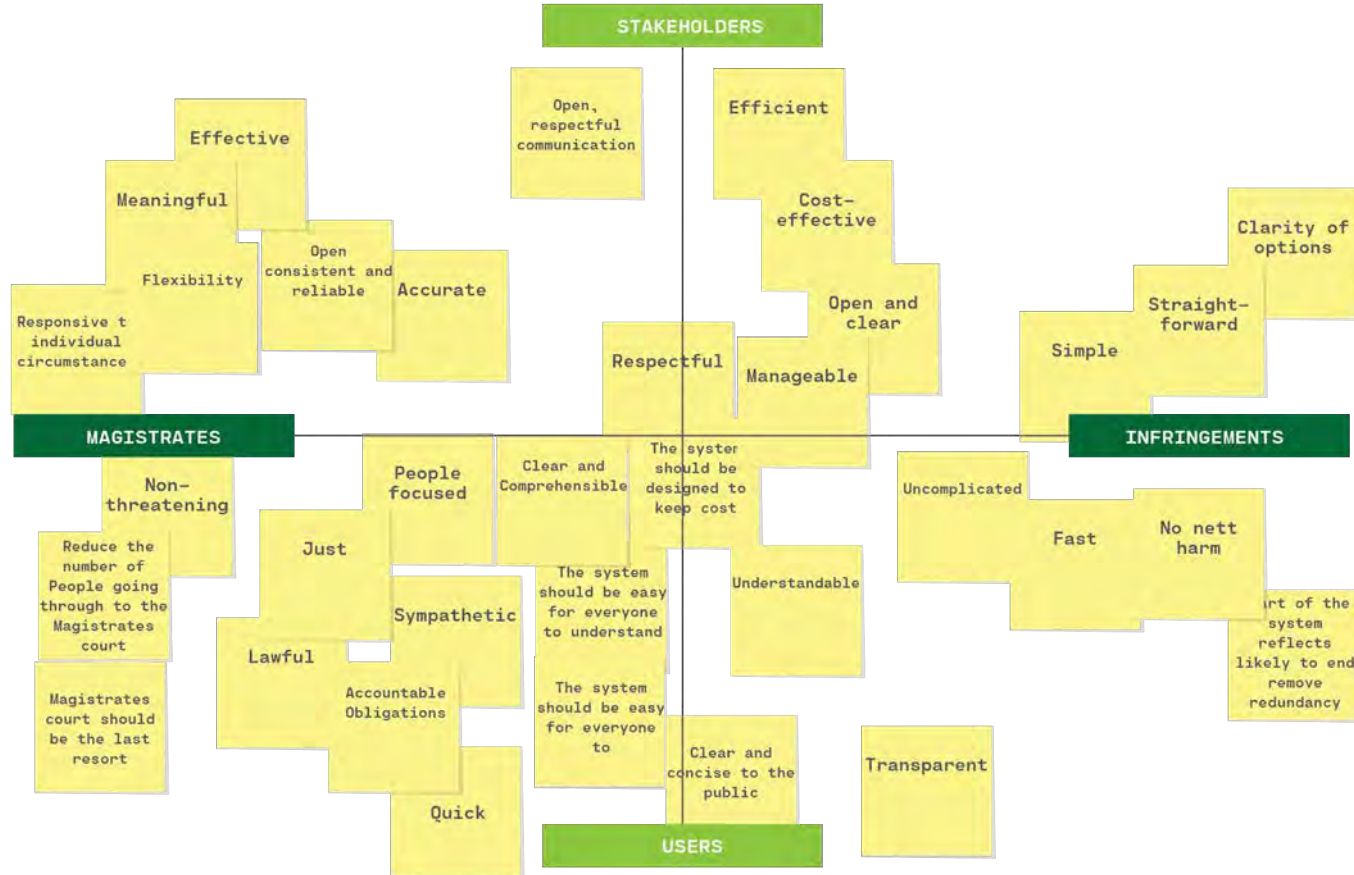 STAKEHOLDERS
Open,
respectful
communication
Efficient
Effective
Meaningful
Cost-
effective
Clarity of
options
Open
consistent and
reliable
Flexibility
Accurate
Open and
clear
Straight-
forward
Responsive t
individual
circumstance
Respectful
Manageable
Simple
MAGISTRATES
INFRINGEMENTS
Non-
threatening
People
focused
Clear and
Comprehensible
The system
should be
designed to
keep cost
Uncomplicated
Reduce the
number of
People going
through to the
Magistrates
court
Just
Fast
No nett
harm
The system
should be easy
for everyone
to understand
Understandable
Sympathetic
art of the
system
reflects
likely to end
remove
redundancy
Lawful
Accountable
Obligations
Magistrates
court should
be the last
resort
The system
should be easy
for everyone
to
Clear and
concise to the
public
Transparent
Quick
USERS